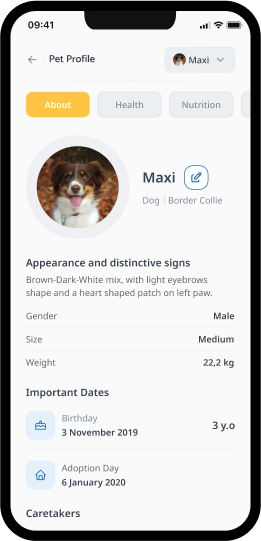 09:41
Pet Profile
Maxi
About
Health
Nutrition
Maxi
Dog | Border Collie
Appearance and distinctive signs
Brown-Dark-White mix, with light eyebrows
shape and a heart shaped patch on left paw.
Gender Male
Size Medium
Weight 22,2 kg
Important Dates
Birthday
3 November 2019
3 y.o
Adoption Day
6 January 2020
Caretakers